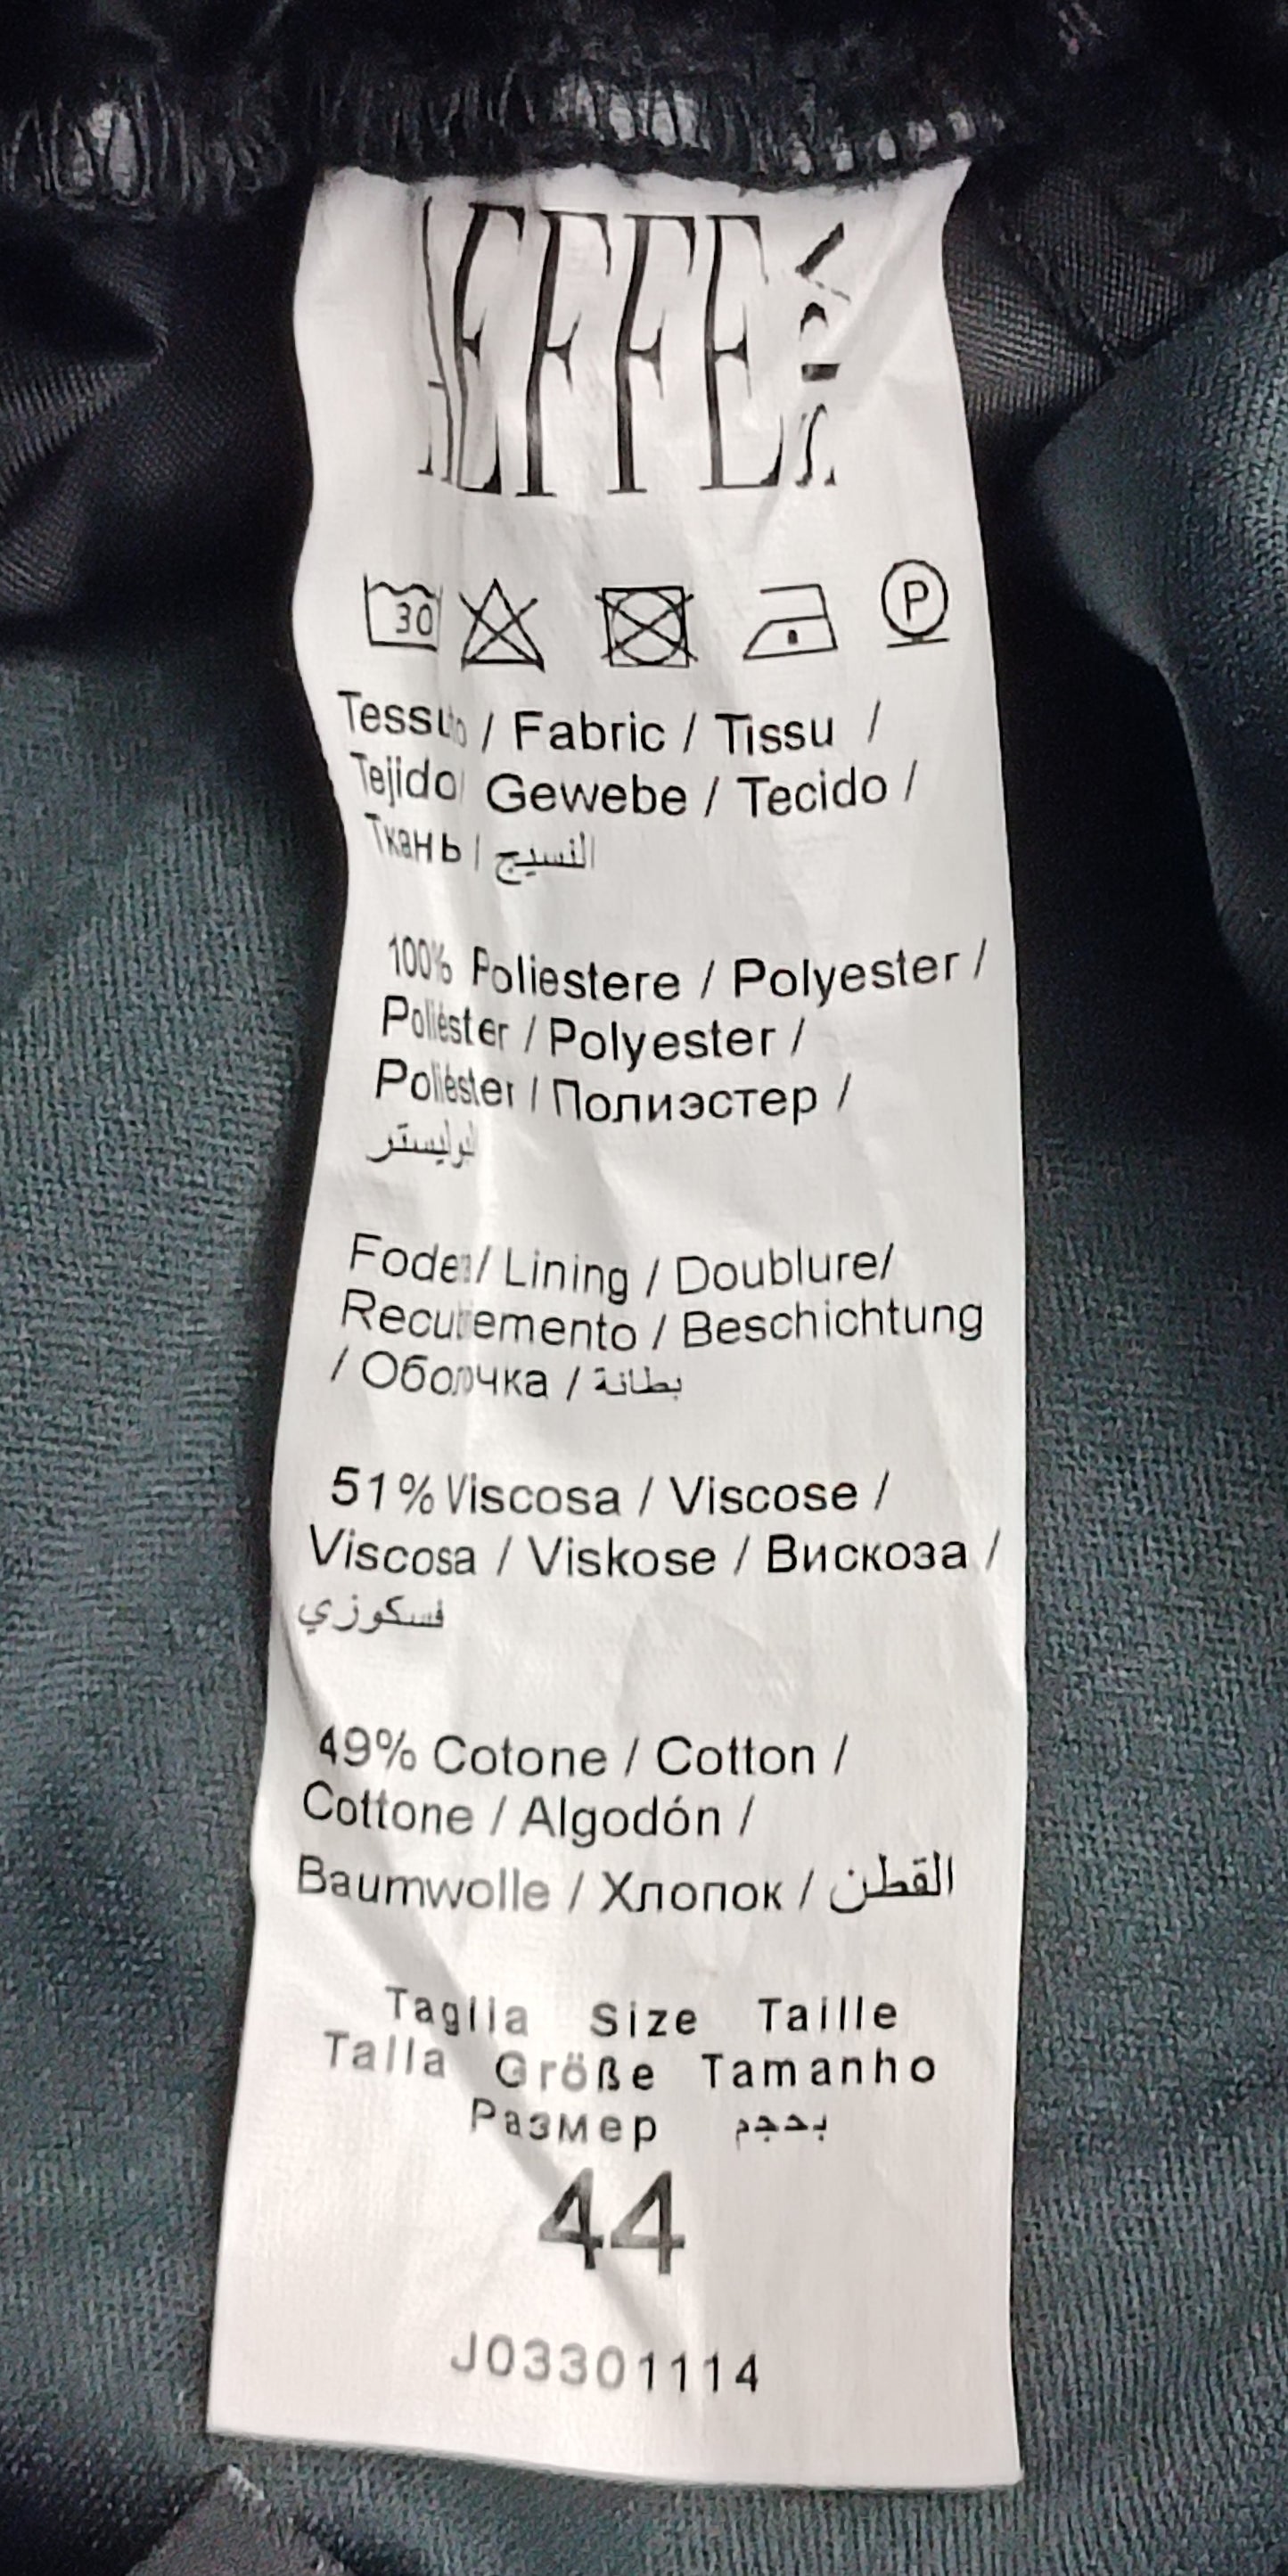 AEFFE S.p.A.
30
P
Tessuto / Fabric / Tissu /
Tejido/ Gewebe / Tecido /
Ткань / النسيج
100% Poliestere / Polyester /
Poliéster / Polyester /
Poliéster / Полиэстер /
بوليستر
Fodera/ Lining / Doublure/
/ Beschichtung
/ Оболочка / بطانة
51% Viscosa / Viscose /
Viscosa / Viskose / Вискоза /
فسكوزي
49% Cotone / Cotton /
Cottone / Algodón /
Baumwolle / Хлопок / القطن
Taglia Size Taille
Talla Größe Tamanho
Размер بحجم
44
J03301114